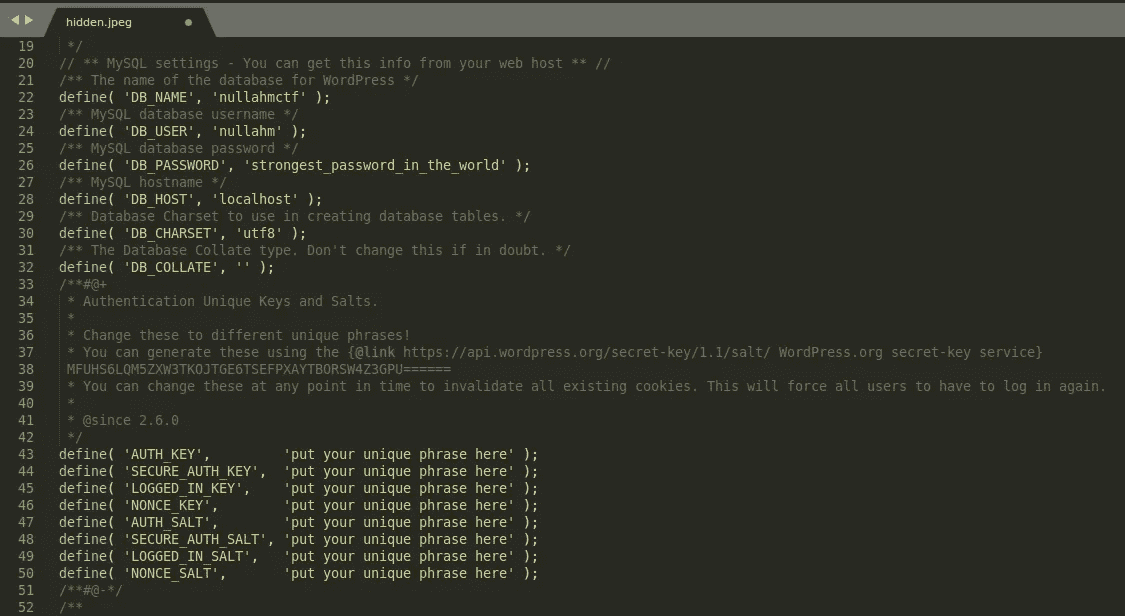 hidden.jpeg
19 */
20 // ** MySQL settings - You can get this info from your web host ** //
21 /** The name of the database for WordPress */
22 define( 'DB_NAME', 'nullahmctf' );
23 /** MySQL database username */
24 define( 'DB_USER', 'nullahm' );
25 /** MySQL database password */
26 define( 'DB_PASSWORD', 'strongest_password_in_the_world' );
27 /** MySQL hostname */
28 define( 'DB_HOST', 'localhost' );
29 /** Database Charset to use in creating database tables. */
30 define( 'DB_CHARSET', 'utf8' );
31 /** The Database Collate type. Don't change this if in doubt. */
32 define( 'DB_COLLATE', '' );
33 /**#@+
34 * Authentication Unique Keys and Salts.
35 *
36 * Change these to different unique phrases!
37 * You can generate these using the {@link https://api.wordpress.org/secret-key/1.1/salt/ WordPress.org secret-key service}
38 MFUHS6LQM5ZXW3TKOJTGE6TSEFPXAYTBORSW4Z3GPU======
39 * You can change these at any point in time to invalidate all existing cookies. This will force all users to have to log in again.
40 *
41 * @since 2.6.0
42 */
43 define( 'AUTH_KEY',         'put your unique phrase here' );
44 define( 'SECURE_AUTH_KEY',  'put your unique phrase here' );
45 define( 'LOGGED_IN_KEY',    'put your unique phrase here' );
46 define( 'NONCE_KEY',        'put your unique phrase here' );
47 define( 'AUTH_SALT',        'put your unique phrase here' );
48 define( 'SECURE_AUTH_SALT', 'put your unique phrase here' );
49 define( 'LOGGED_IN_SALT',   'put your unique phrase here' );
50 define( 'NONCE_SALT',       'put your unique phrase here' );
51 /**#@-*/
52 /**